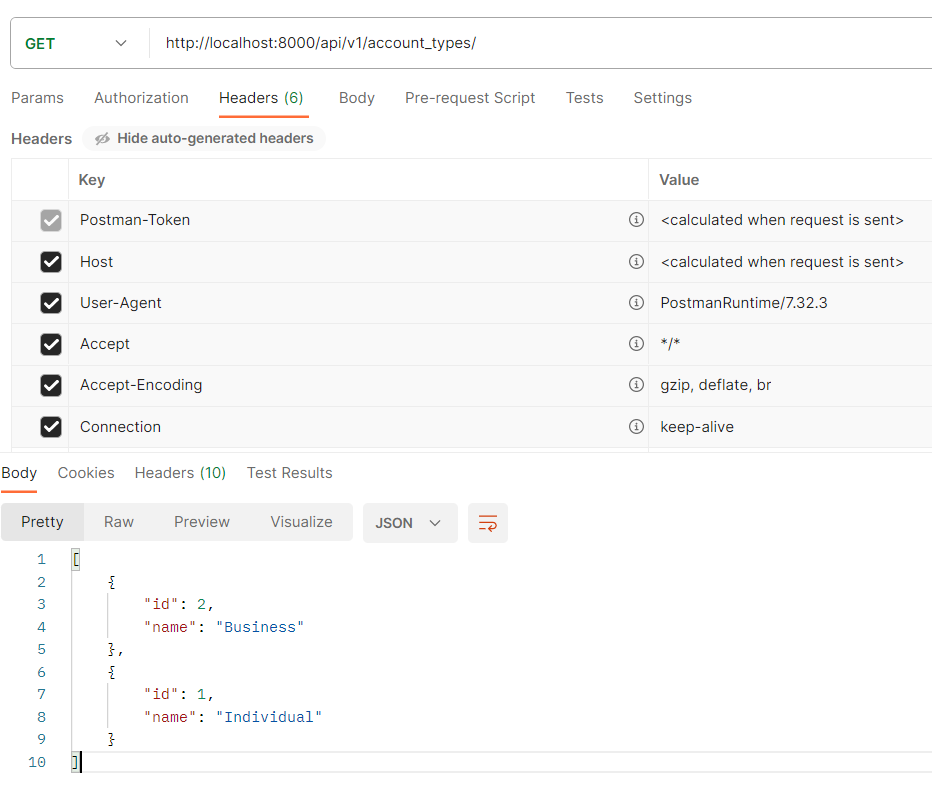 GET http://localhost:8000/api/v1/account_types/
Params Authorization Headers (6) Body Pre-request Script Tests Settings
Headers Hide auto-generated headers
Key Value
Postman-Token <calculated when request is sent>
Host <calculated when request is sent>
User-Agent PostmanRuntime/7.32.3
Accept */*
Accept-Encoding gzip, deflate, br
Connection keep-alive
Body Cookies Headers (10) Test Results
Pretty Raw Preview Visualize JSON
1 [
2 {
3 "id": 2,
4 "name": "Business"
5 },
6 {
7 "id": 1,
8 "name": "Individual"
9 }
10 ]